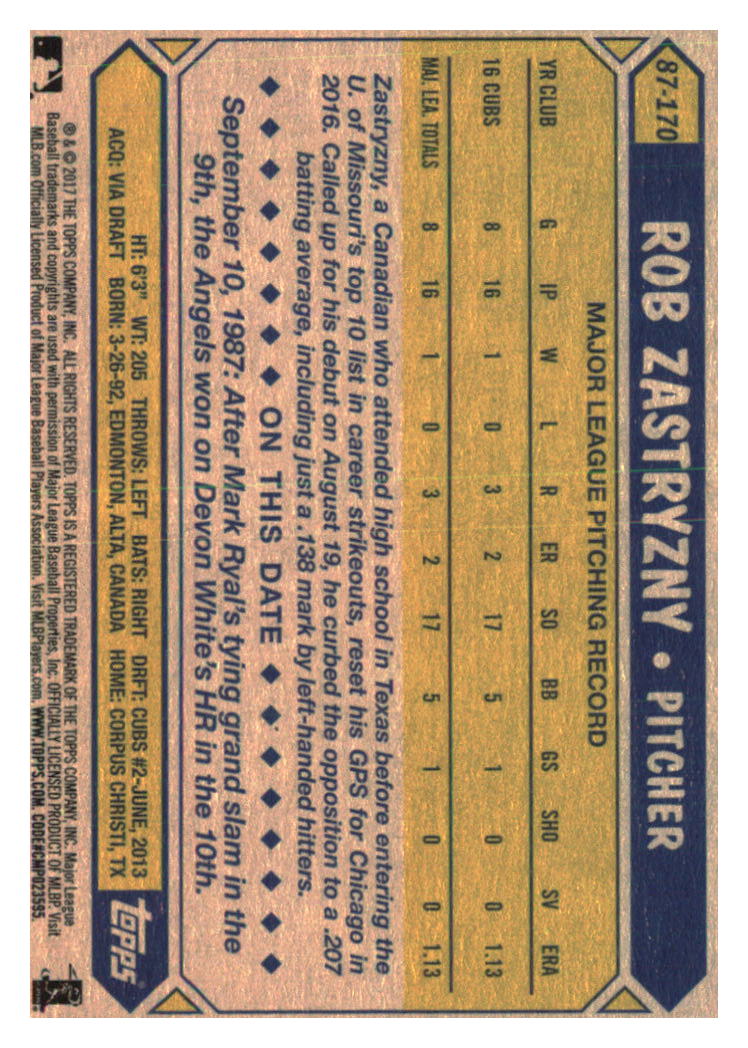 87-170
ROB ZASTRYZNY • PITCHER
MAJOR LEAGUE PITCHING RECORD
YR CLUB G IP W L R ER SO BB GS SHO SV ERA
16 CUBS 8 16 1 0 3 2 17 5 1 0 0 1.13
MAJ. LEA. TOTALS 8 16 1 0 3 2 17 5 1 0 0 1.13
Zastryzny, a Canadian who attended high school in Texas before entering the
U. of Missouri's top 10 list in career strikeouts, reset his GPS for Chicago in
2016. Called up for his debut on August 19, he curbed the opposition to a .207
batting average, including just a .138 mark by left-handed hitters.
◆ ◆ ◆ ◆ ◆ ◆ ◆ ◆ ON THIS DATE ◆ ◆ ◆ ◆ ◆ ◆ ◆ ◆
September 10, 1987: After Mark Ryal's tying grand slam in the
9th, the Angels won on Devon White's HR in the 10th.
HT: 6'3" WT: 205 THROWS: LEFT BATS: RIGHT DRFT: CUBS #2-JUNE, 2013
ACQ: VIA DRAFT BORN: 3-26-92, EDMONTON, ALTA, CANADA HOME: CORPUS CHRISTI, TX
topps
® & © 2017 THE TOPPS COMPANY, INC. ALL RIGHTS RESERVED. TOPPS IS A REGISTERED TRADEMARK OF THE TOPPS COMPANY, INC. Major League
Baseball trademarks and copyrights are used with permission of Major League Baseball Properties, Inc. OFFICIALLY LICENSED PRODUCT OF MLBP. Visit
MLB.com Officially Licensed Product of Major League Baseball Players Association. Visit MLBPlayers.com. WWW.TOPPS.COM. CODE#CMP023595.